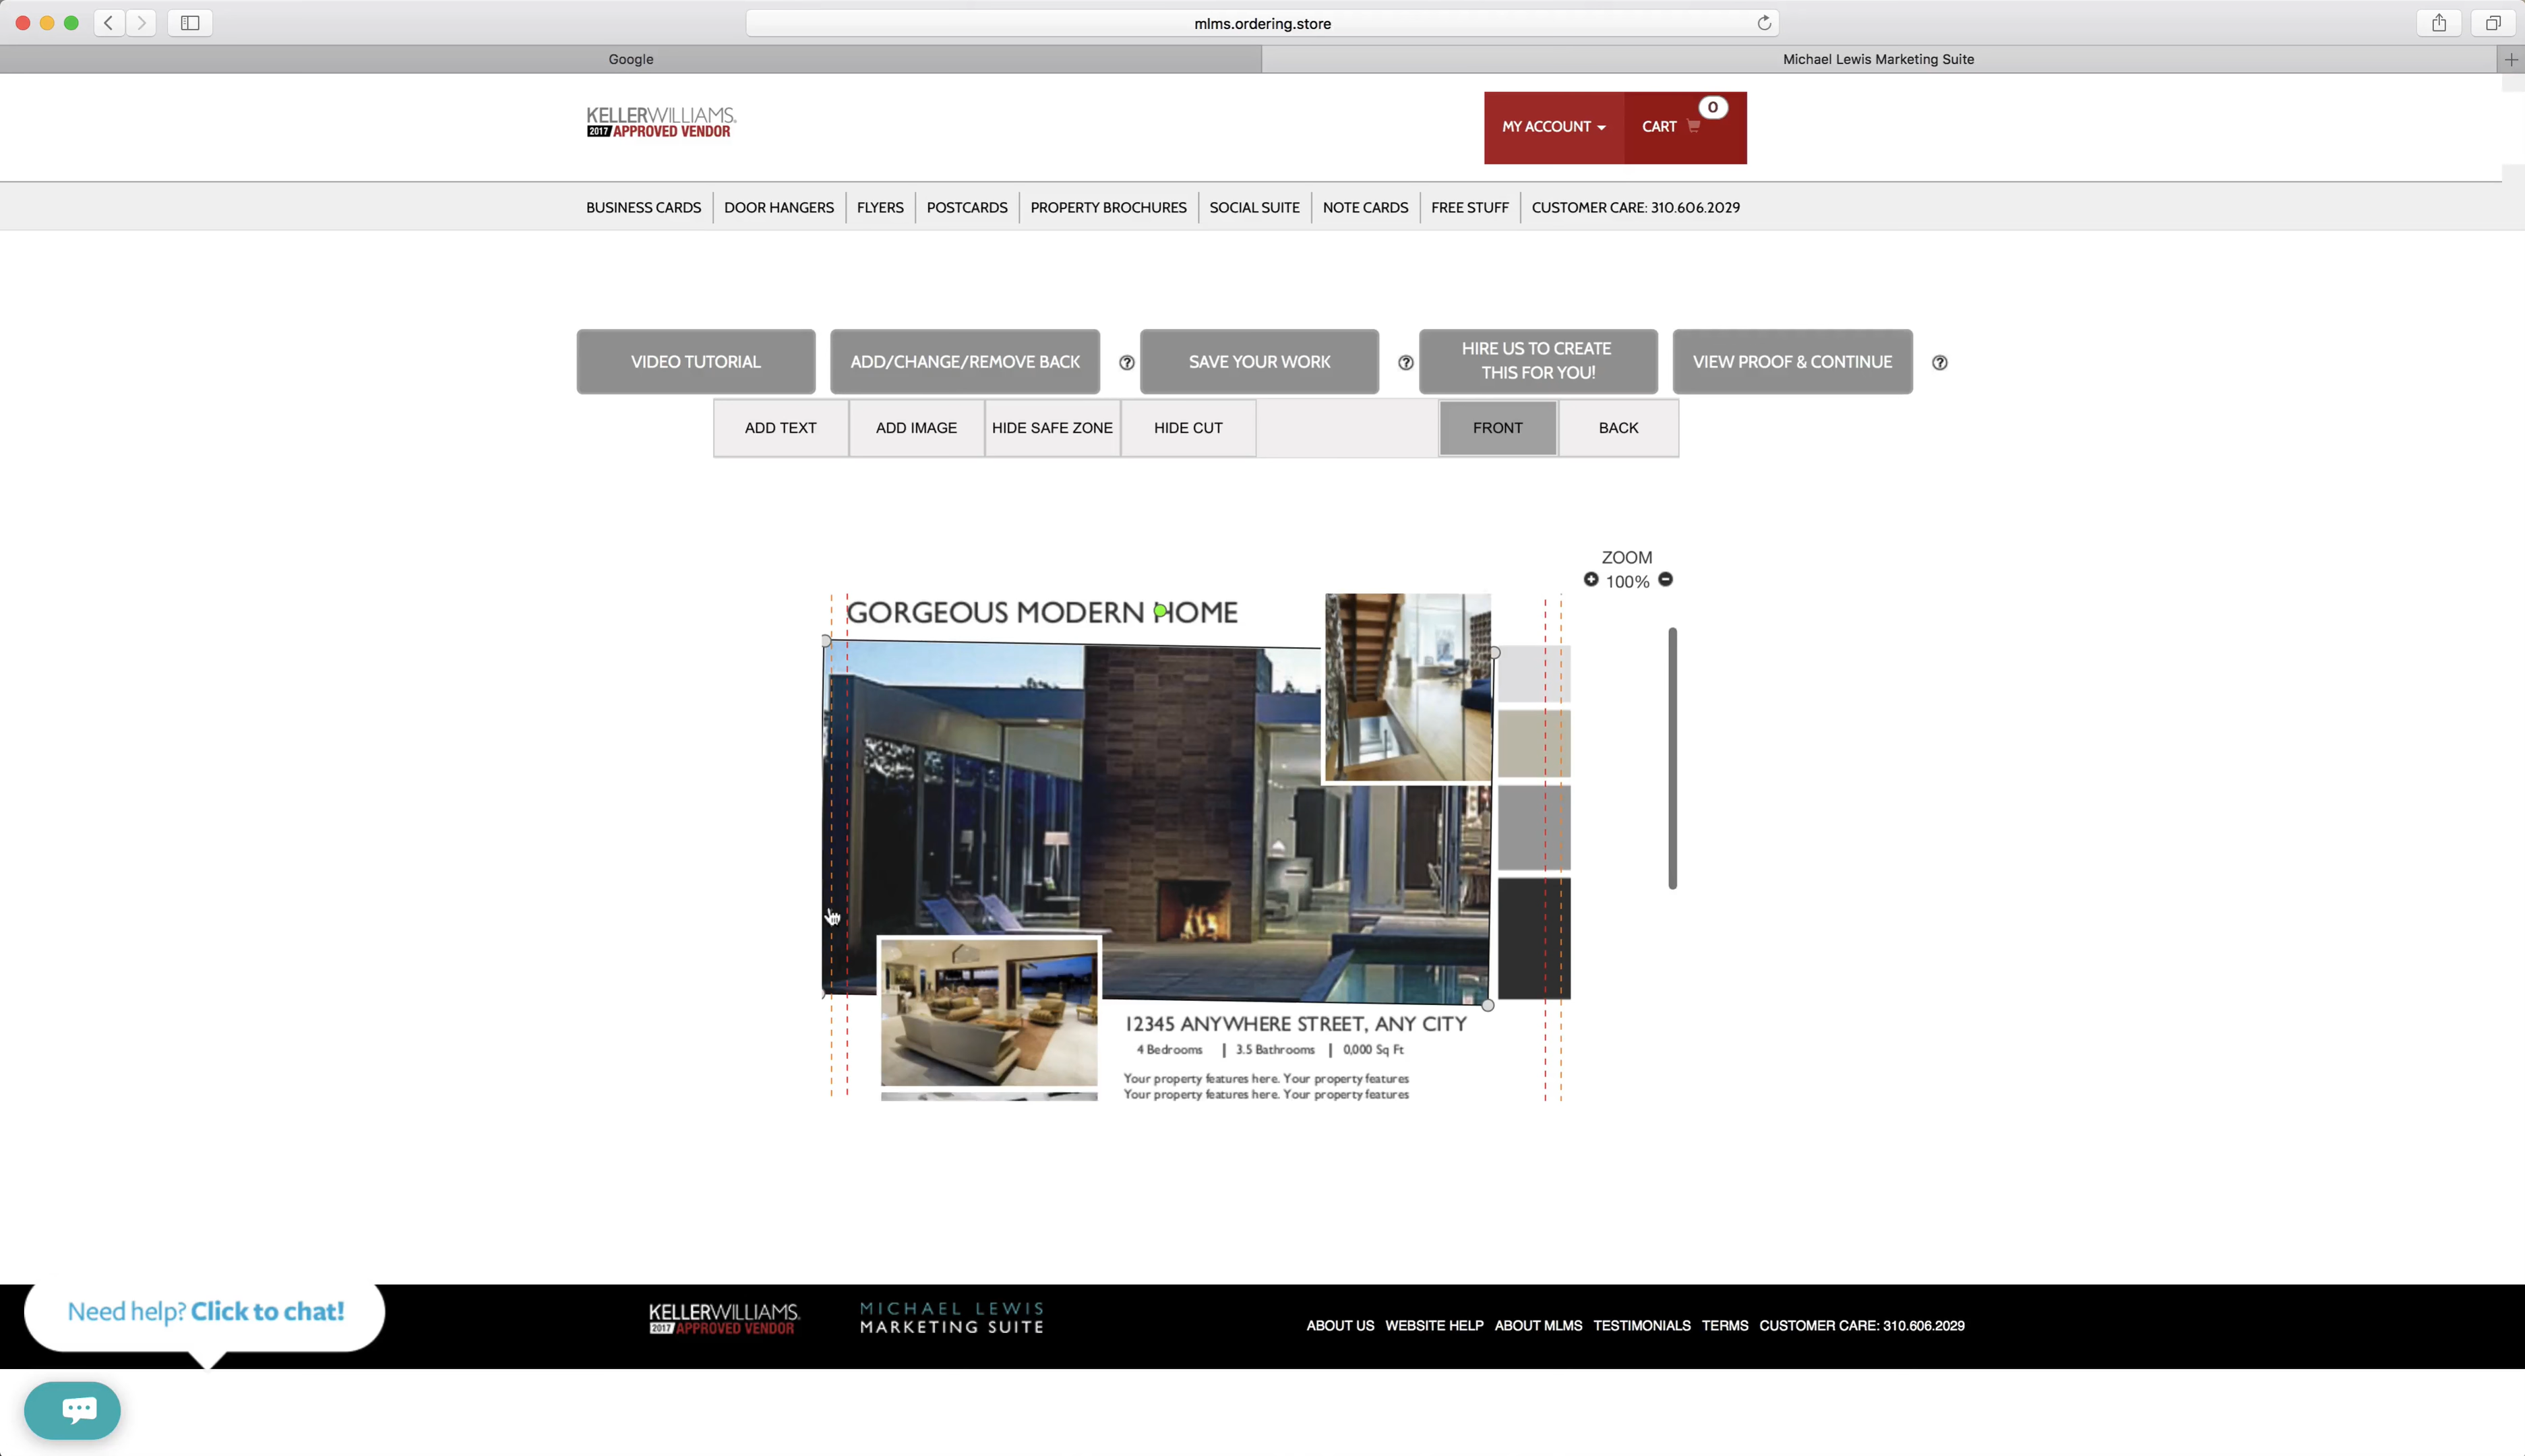 mlms.ordering.store
Google
Michael Lewis Marketing Suite
KELLERWILLIAMS.
2017 APPROVED VENDOR
MY ACCOUNT
CART
0
BUSINESS CARDS
DOOR HANGERS
FLYERS
POSTCARDS
PROPERTY BROCHURES
SOCIAL SUITE
NOTE CARDS
FREE STUFF
CUSTOMER CARE: 310.606.2029
VIDEO TUTORIAL
ADD/CHANGE/REMOVE BACK
?
SAVE YOUR WORK
?
HIRE US TO CREATE
THIS FOR YOU!
VIEW PROOF & CONTINUE
?
ADD TEXT
ADD IMAGE
HIDE SAFE ZONE
HIDE CUT
FRONT
BACK
ZOOM
100%
GORGEOUS MODERN HOME
12345 ANYWHERE STREET, ANY CITY
4 Bedrooms | 3.5 Bathrooms | 0,000 Sq Ft
Your property features here. Your property features
Your property features here. Your property features
Need help? Click to chat!
KELLERWILLIAMS.
2017 APPROVED VENDOR
MICHAEL LEWIS
MARKETING SUITE
ABOUT US
WEBSITE HELP
ABOUT MLMS
TESTIMONIALS
TERMS
CUSTOMER CARE: 310.606.2029